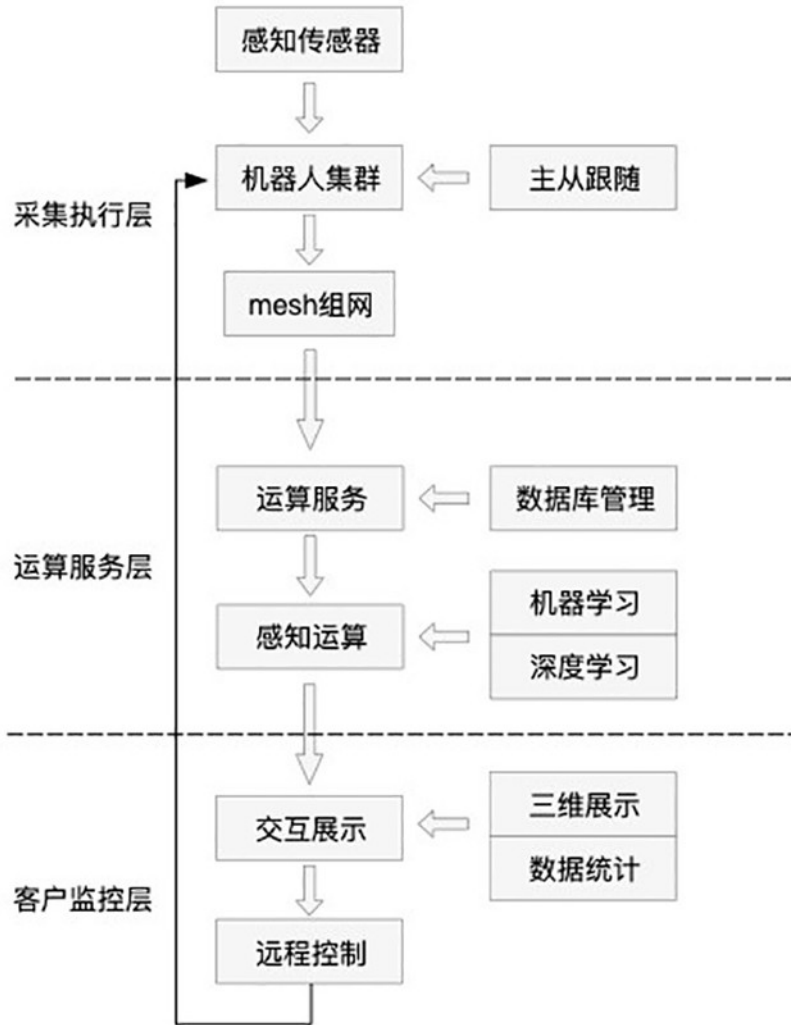 感知传感器
机器人集群
主从跟随
采集执行层
mesh组网
运算服务
数据库管理
运算服务层
机器学习
感知运算
深度学习
三维展示
交互展示
数据统计
客户监控层
远程控制